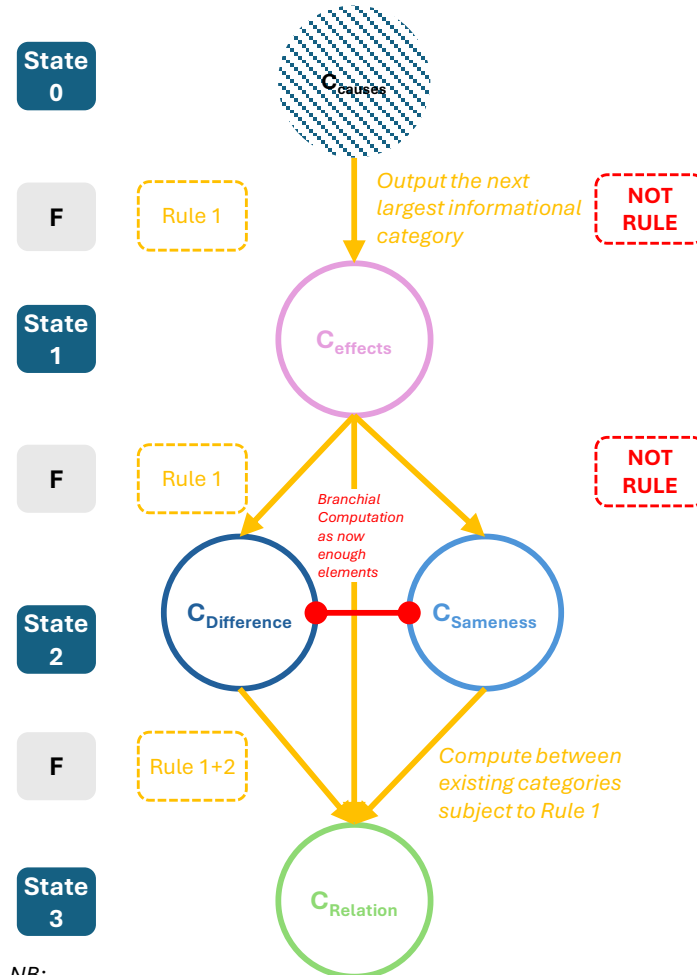 State
0
C causes
F
Rule 1
Output the next
largest informational
category
NOT
RULE
State
1
C effects
F
Rule 1
Branchial
Computation
as now
enough
elements
NOT
RULE
State
2
C Difference
C Sameness
F
Rule 1+2
Compute between
existing categories
subject to Rule 1
State
3
C Relation
NB: